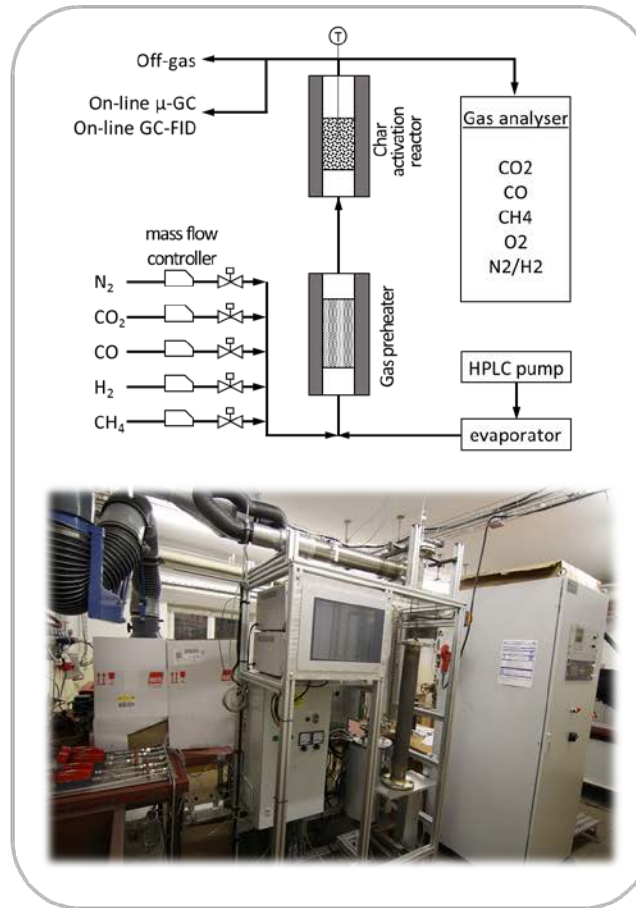 T
Off-gas
On-line μ-GC
On-line GC-FID
Char
activation
reactor
Gas analyser
CO2
CO
CH4
O2
N2/H2
mass flow
controller
N₂
CO₂
CO
H₂
CH₄
Gas preheater
HPLC pump
evaporator